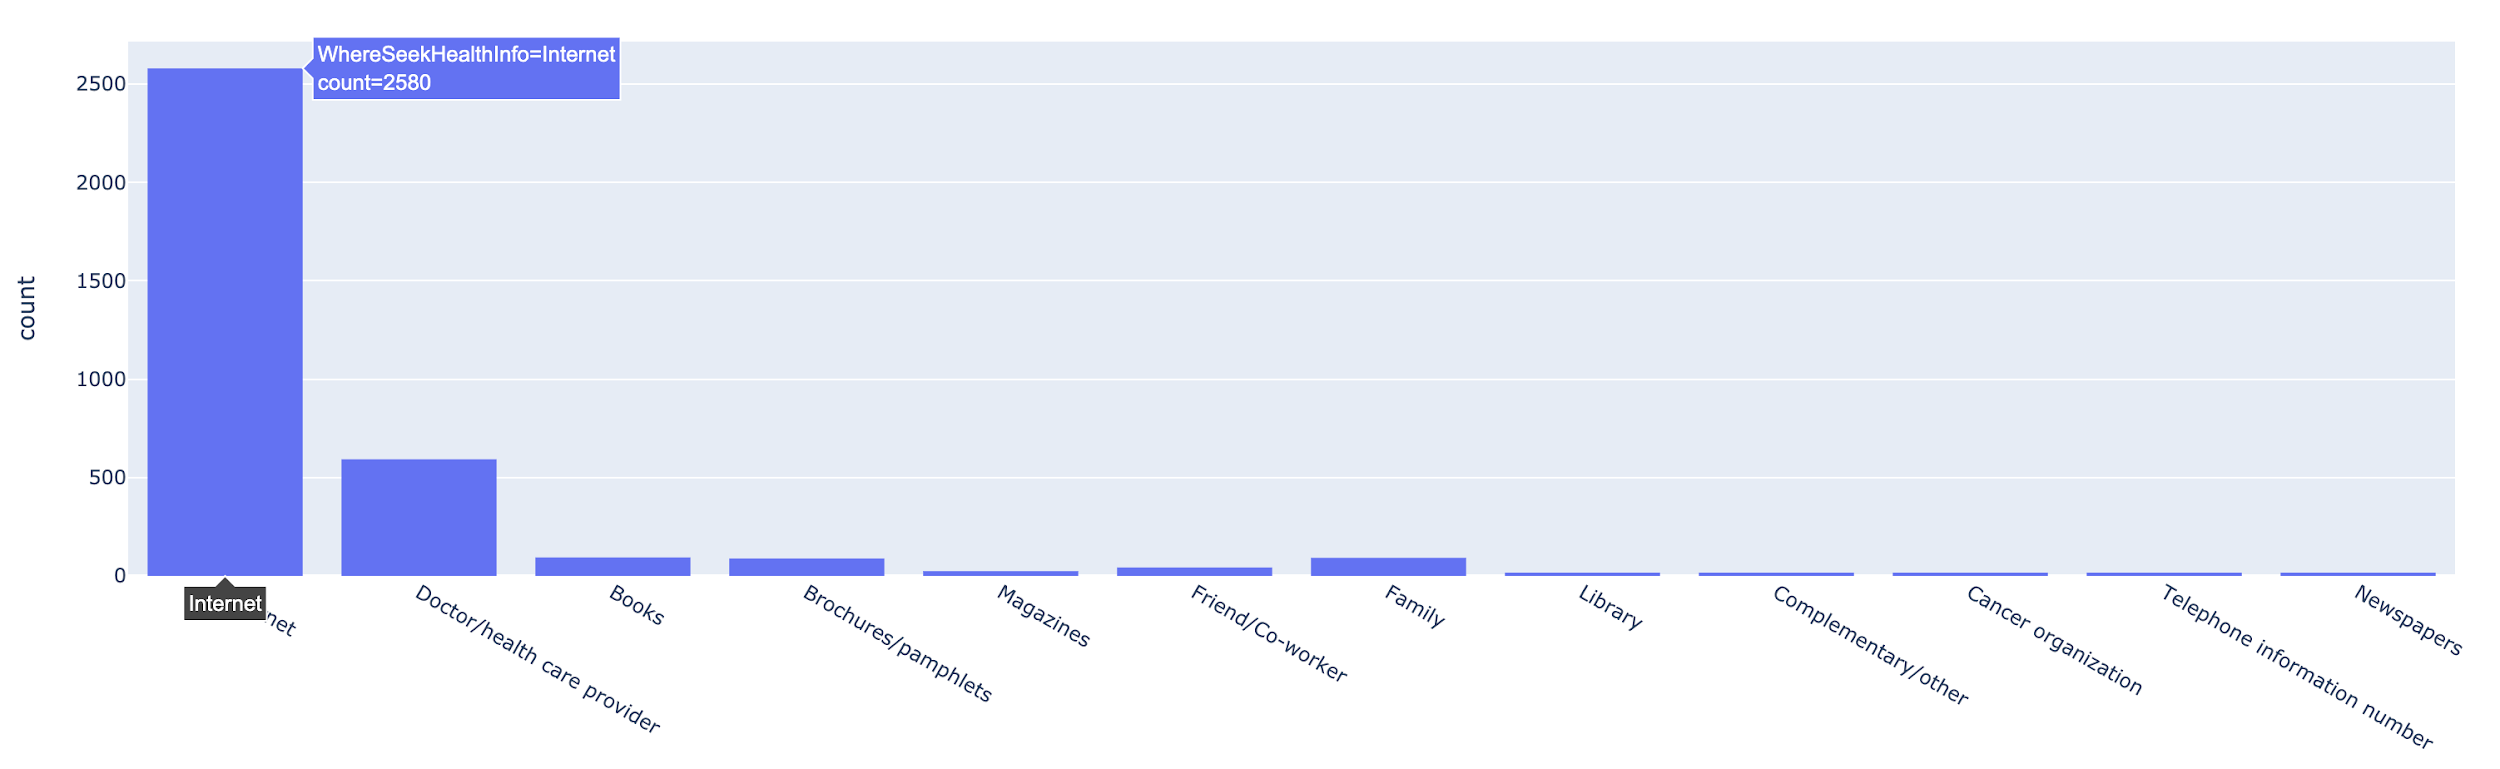 WhereSeekHealthInfo=Internet
count=2580
2500
2000
1500
1000
500
0
count
Internet
net
Doctor/health care provider
Books
Brochures/pamphlets
Magazines
Friend/Co-worker
Family
Library
Complementary/other
Cancer organization
Telephone information number
Newspapers